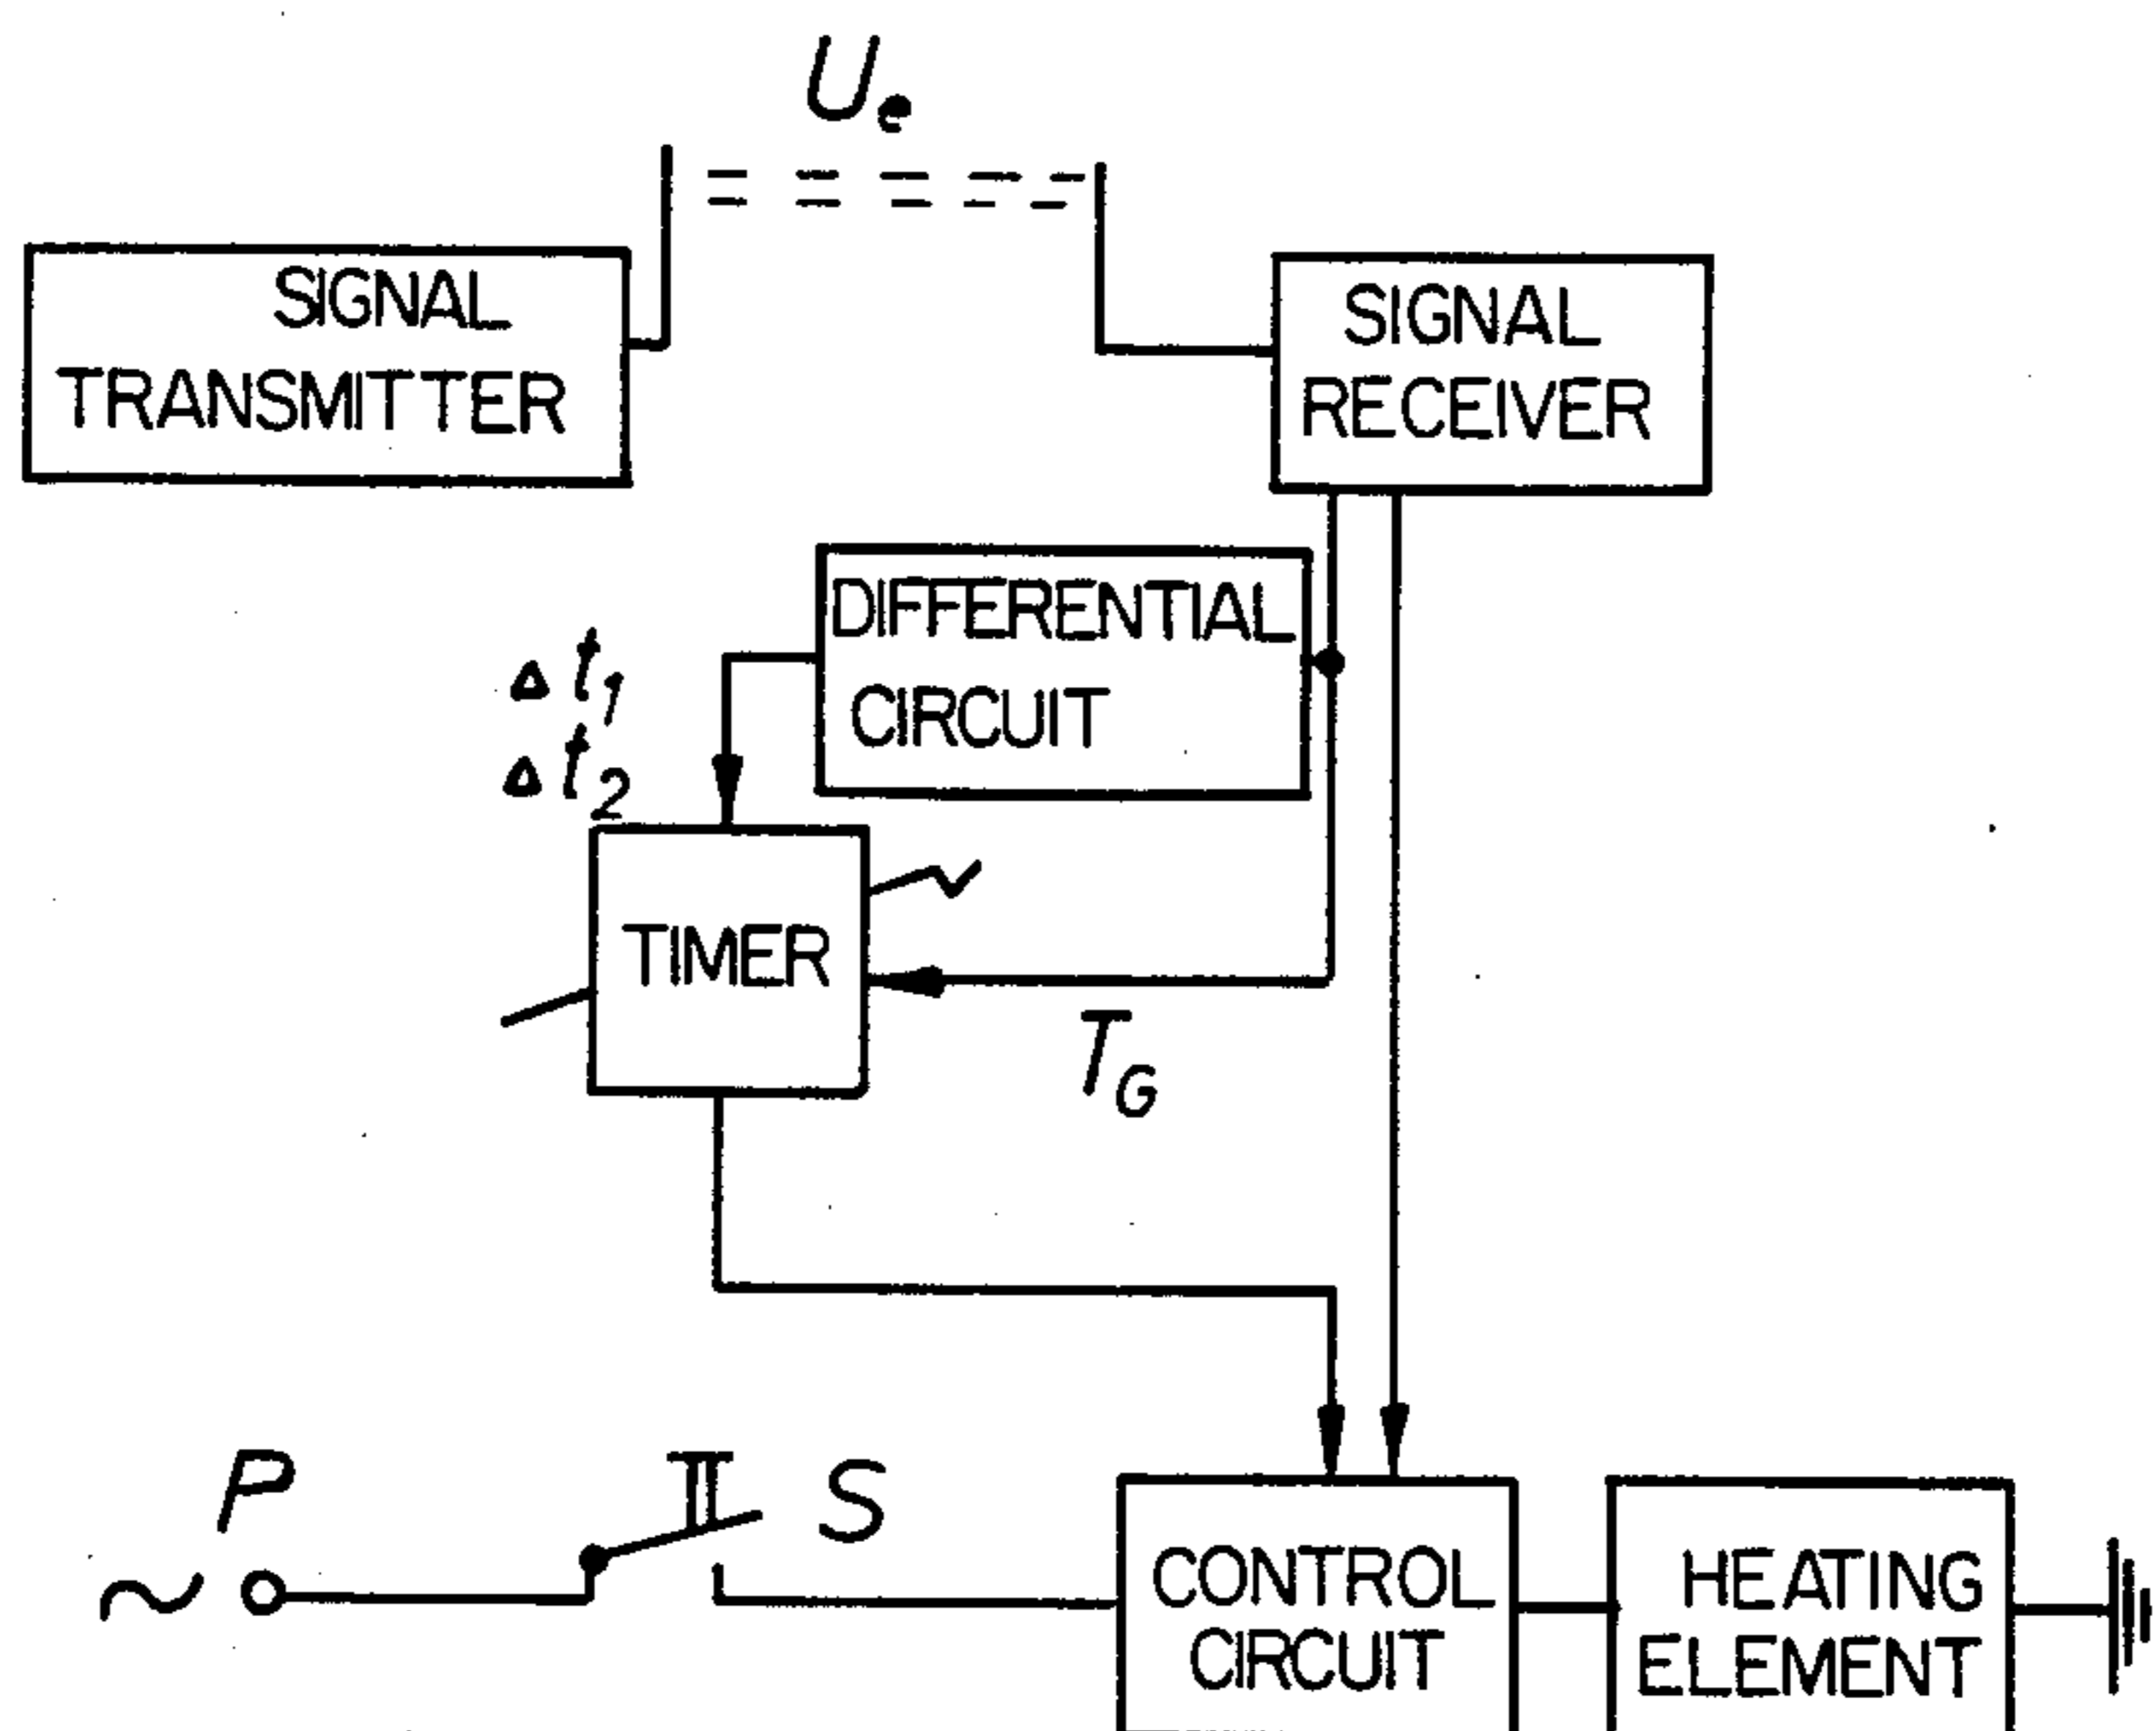 Ue
SIGNAL
TRANSMITTER
SIGNAL
RECEIVER
DIFFERENTIAL
CIRCUIT
Δt1
Δt2
TIMER
TG
P
S
CONTROL
CIRCUIT
HEATING
ELEMENT